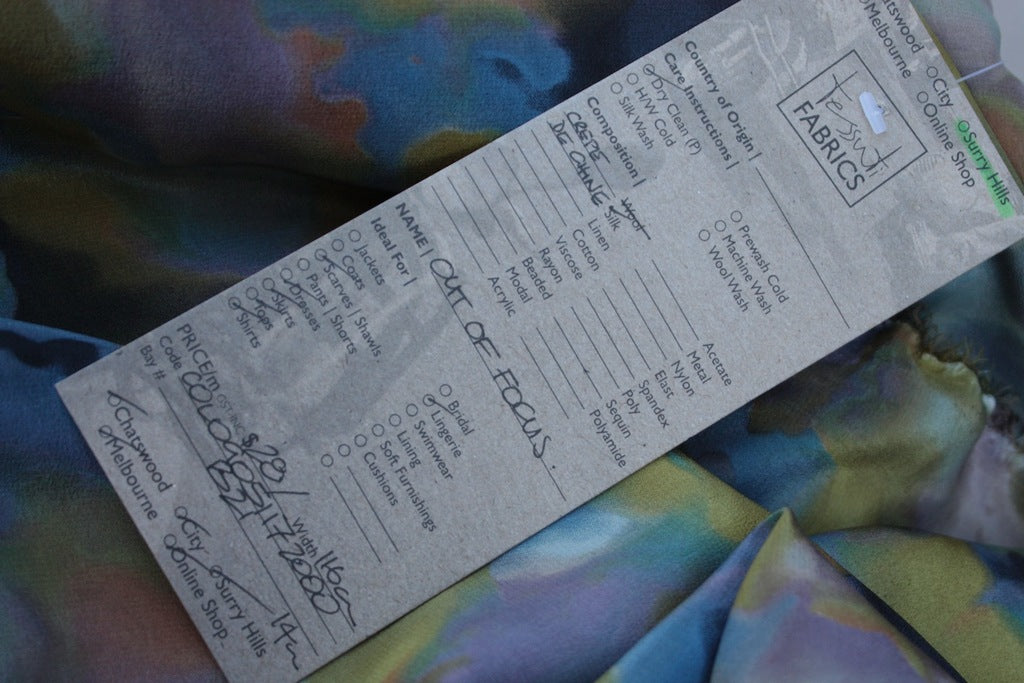 Chatswood
Melbourne
City
Online Shop
Surry Hills
Tessuti
FABRICS
Country of Origin |
Care Instructions |
Dry Clean (P)
H/W Cold
Silk Wash
Prewash Cold
Machine Wash
Wool Wash
Composition |
CREPE DE CHINE
Wool
Silk
Linen
Cotton
Viscose
Rayon
Beaded
Modal
Acrylic
Acetate
Metal
Nylon
Elast
Spandex
Poly
Sequin
Polyamide
NAME | OUT OF FOCUS.
Ideal For |
Jackets
Coats
Scarves | Shawls
Pants | Shorts
Dresses
Skirts
Tops
Shirts
Bridal
Lingerie
Swimwear
Lining
Soft Furnishings
Cushions
PRICE/m GST INC $20/
Width 116cm
Code
Bay #
Chatswood
Melbourne
City
Surry Hills
Online Shop